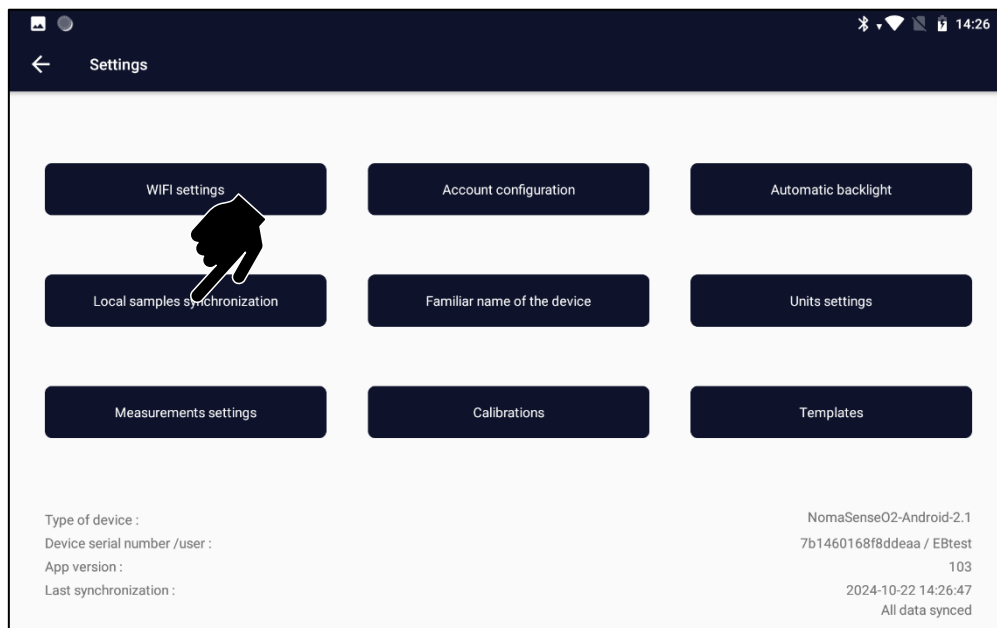 14:26
Settings
WIFI settings
Account configuration
Automatic backlight
Local samples synchronization
Familiar name of the device
Units settings
Measurements settings
Calibrations
Templates
Type of device : NomaSenseO2-Android-2.1
Device serial number /user : 7b1460168f8ddeaa / EBtest
App version : 103
Last synchronization : 2024-10-22 14:26:47
All data synced